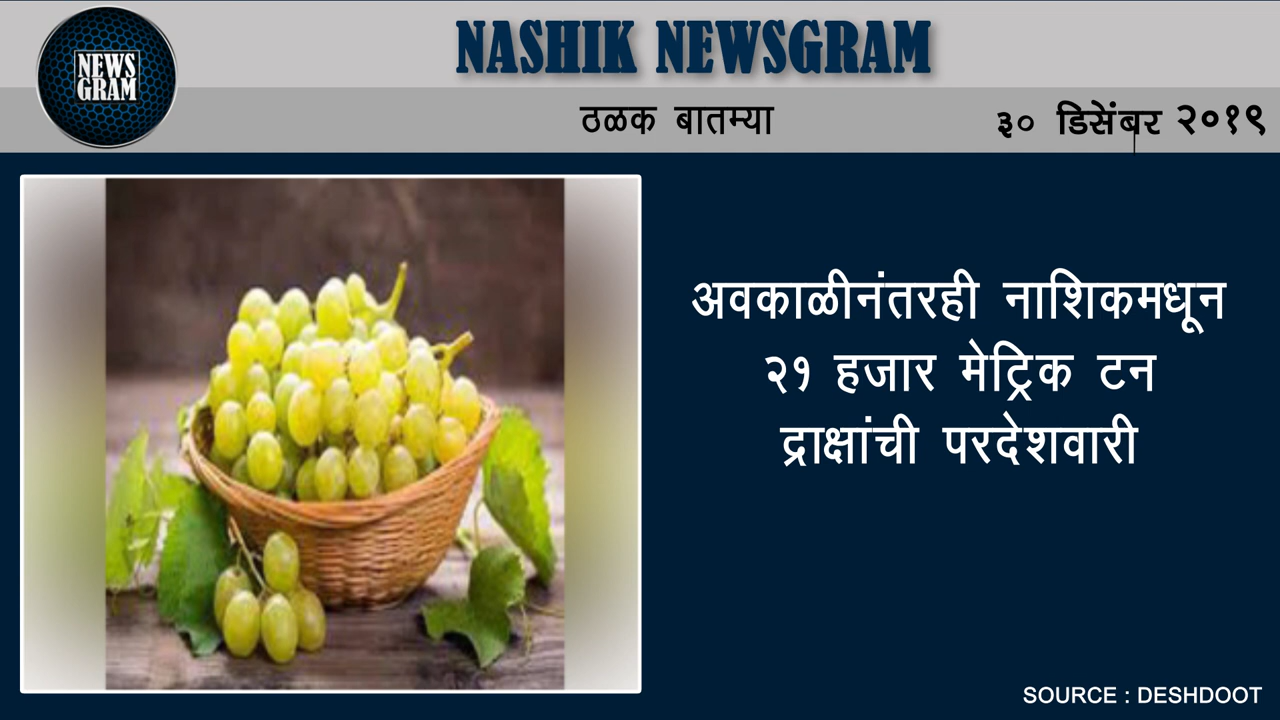 NEWS
GRAM
NASHIK NEWSGRAM
ठळक बातम्या
३० डिसेंबर २०१९
अवकाळीनंतरही नाशिकमधून
२१ हजार मेट्रिक टन
द्राक्षांची परदेशवारी
SOURCE : DESHDOOT